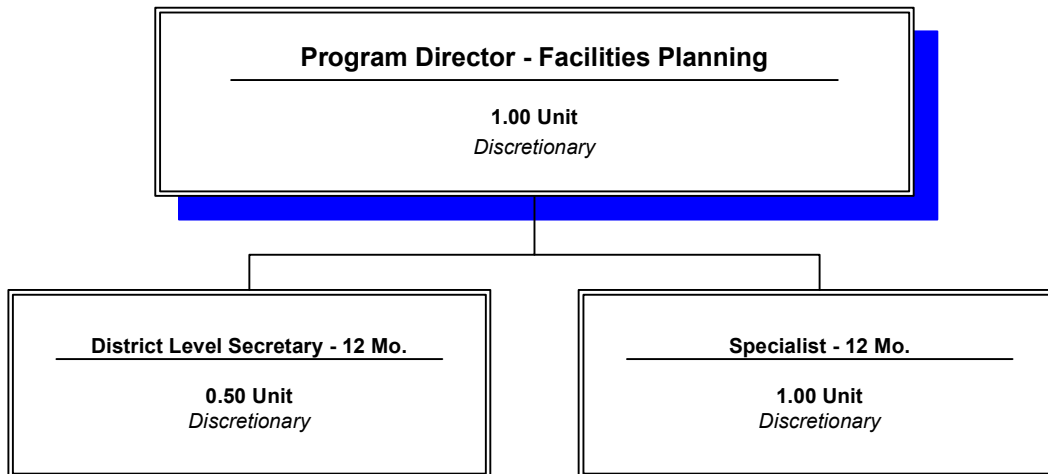 Program Director - Facilities Planning
1.00 Unit
Discretionary
District Level Secretary - 12 Mo.
0.50 Unit
Discretionary
Specialist - 12 Mo.
1.00 Unit
Discretionary